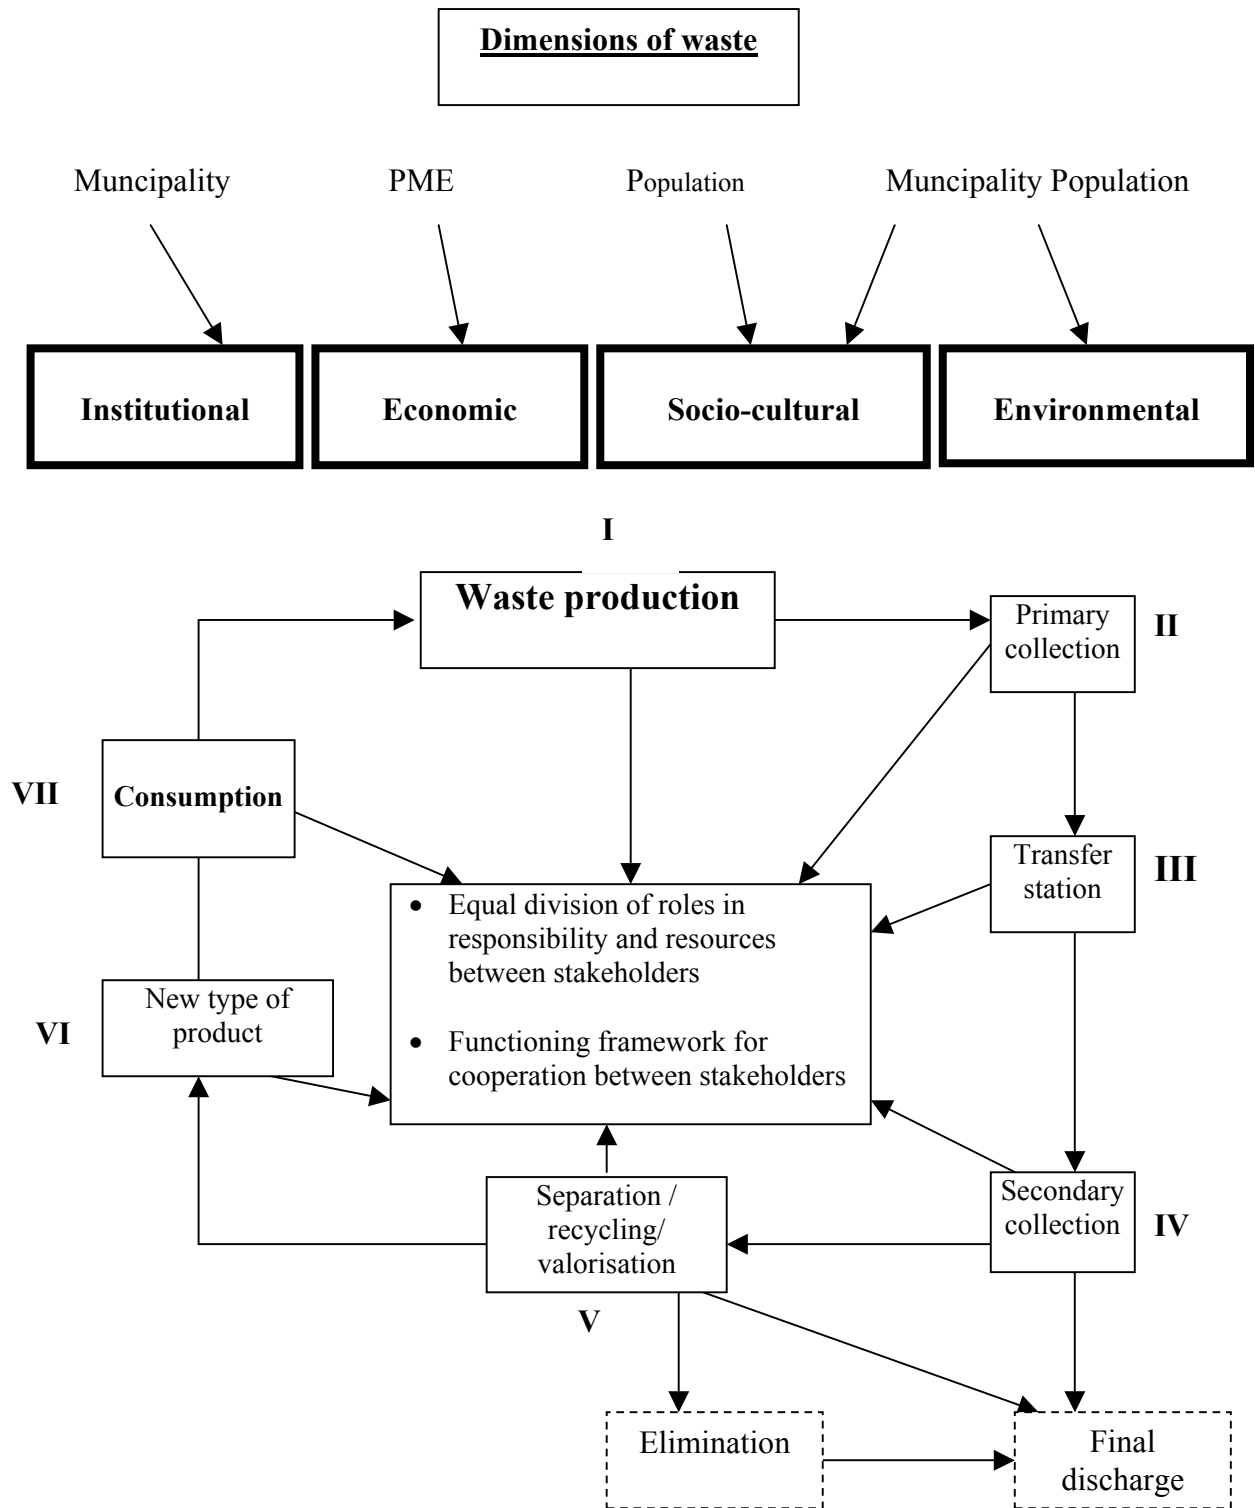 Dimensions of waste
Muncipality
PME
Population
Muncipality Population
Institutional
Economic
Socio-cultural
Environmental
I
Waste production
Primary
collection
II
VII
Consumption
Transfer
station
III
• Equal division of roles in
responsibility and resources
between stakeholders
• Functioning framework for
cooperation between stakeholders
VI
New type of
product
Separation /
recycling/
valorisation
V
Secondary
collection
IV
Elimination
Final
discharge